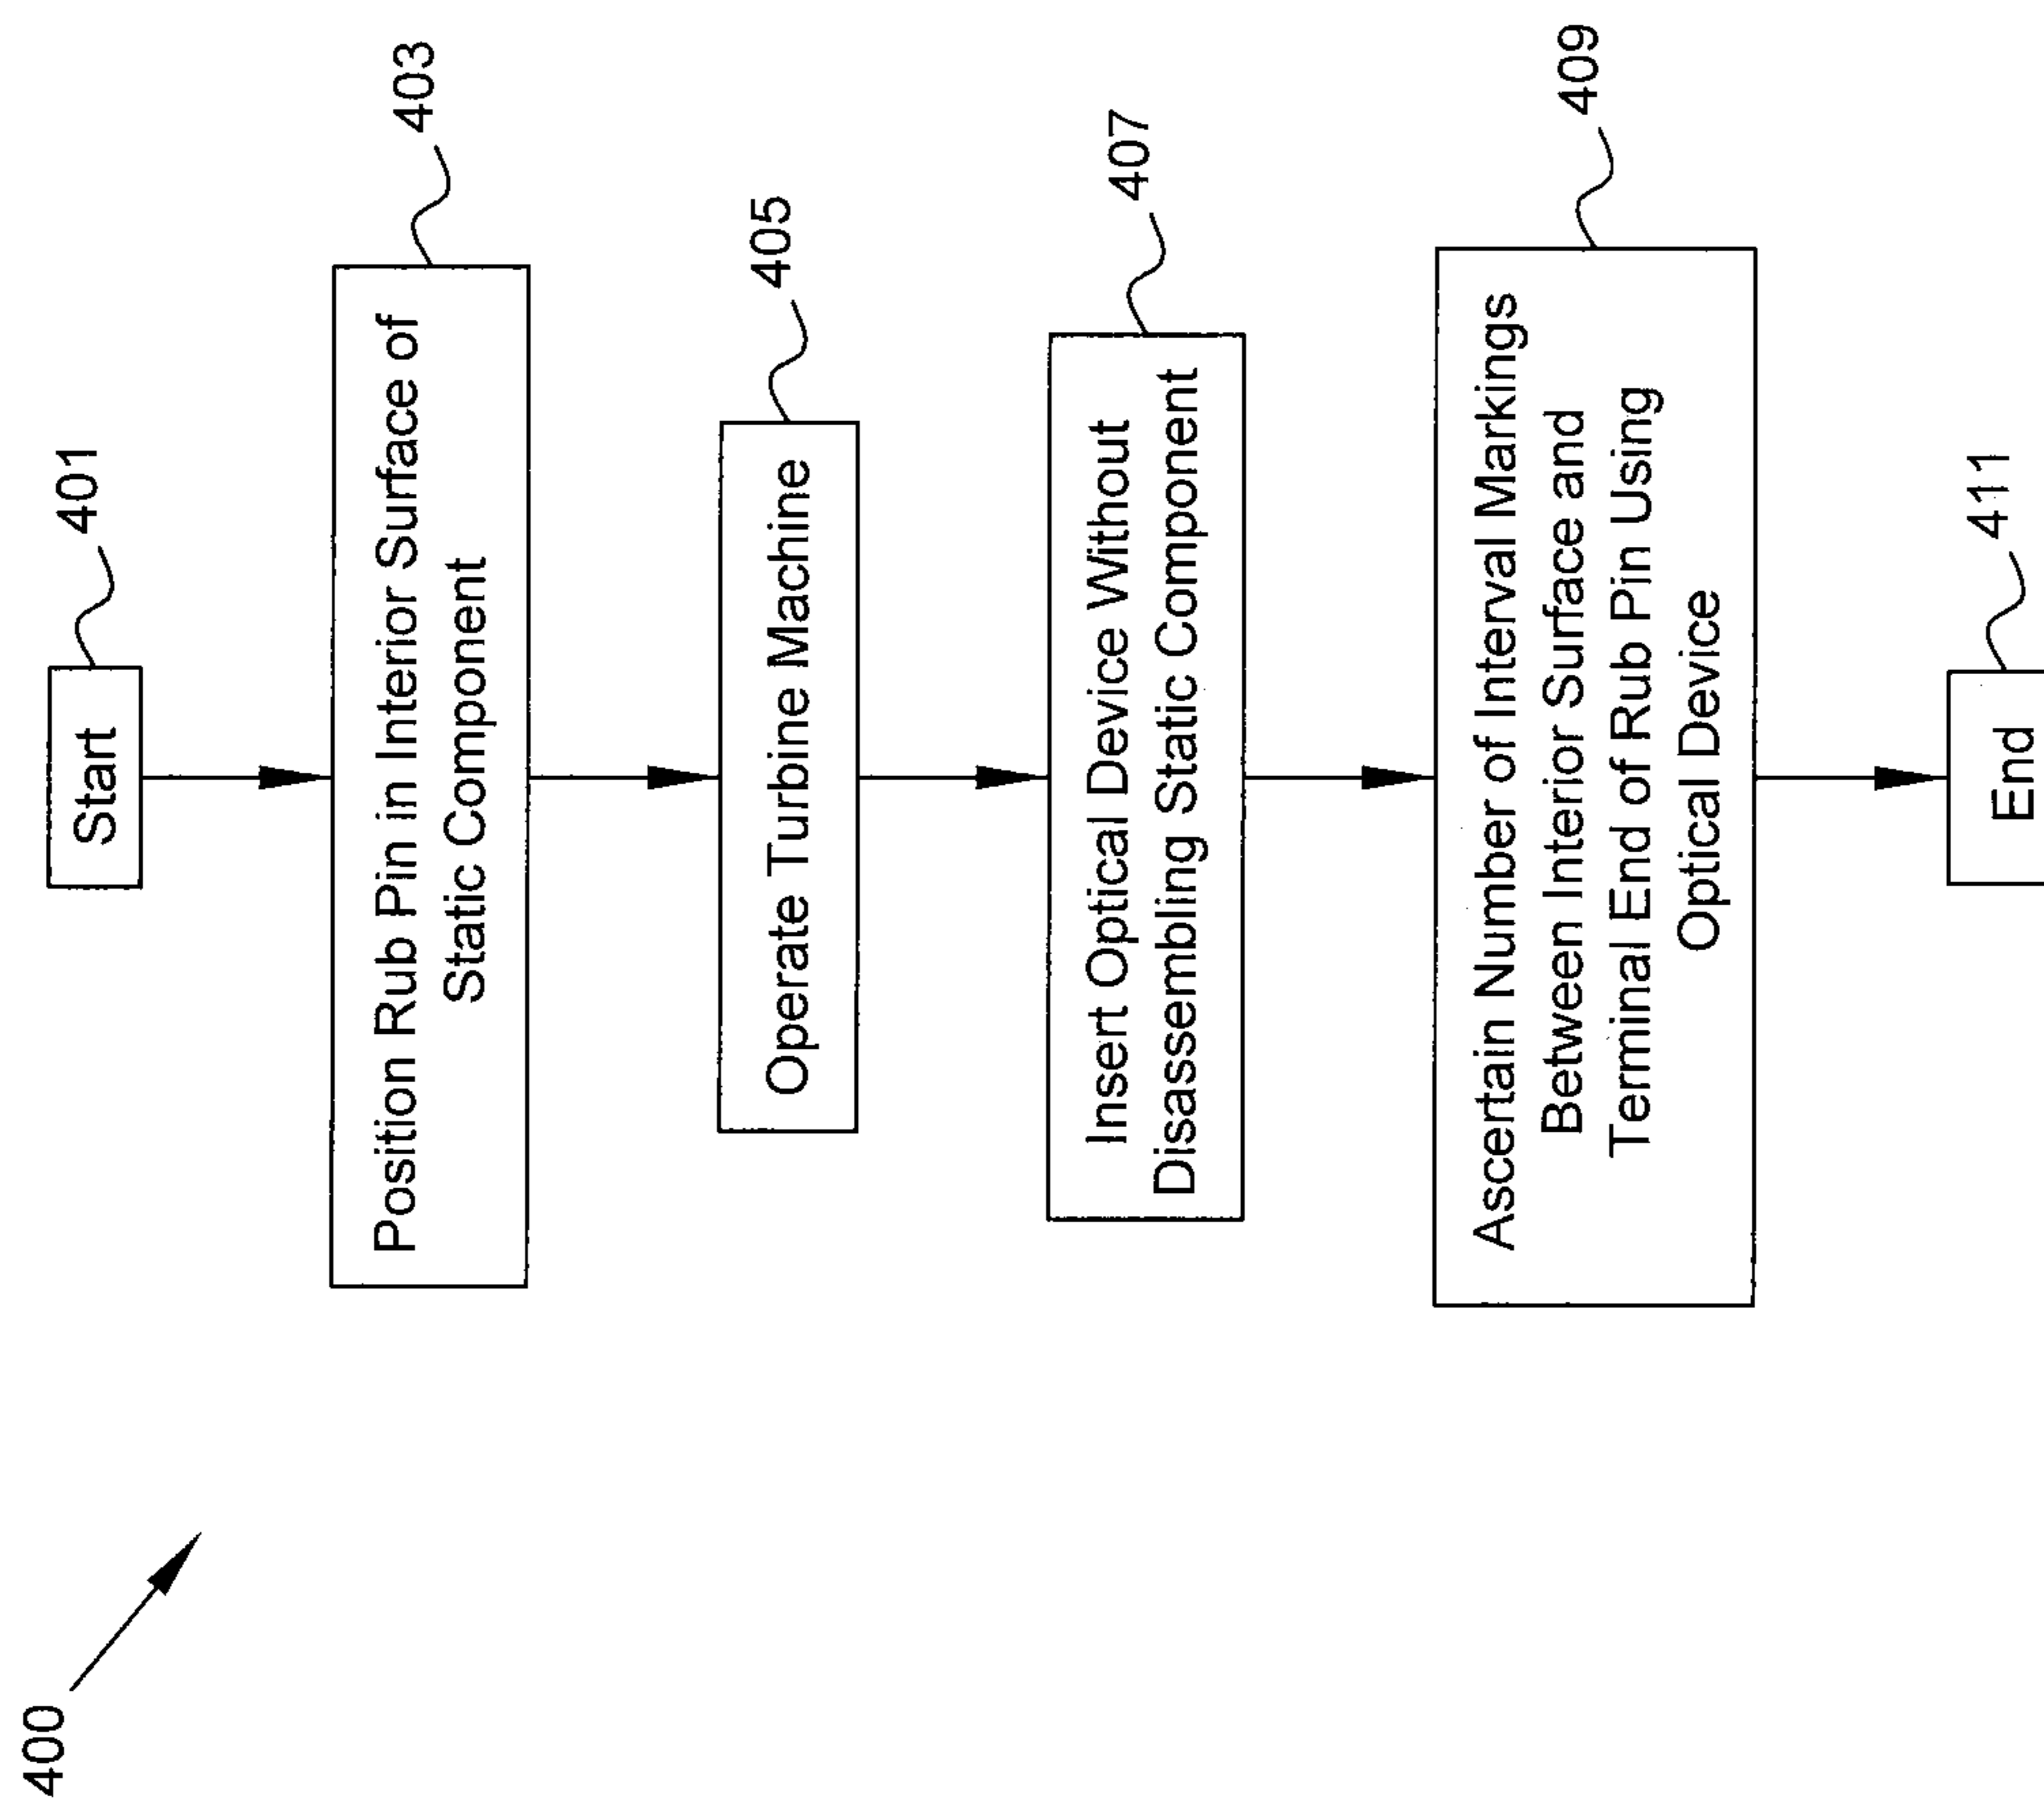 400
Start
401
Position Rub Pin in Interior Surface of
Static Component
403
Operate Turbine Machine
405
Insert Optical Device Without
Disassembling Static Component
407
Ascertain Number of Interval Markings
Between Interior Surface and
Terminal End of Rub Pin Using
Optical Device
409
End
411